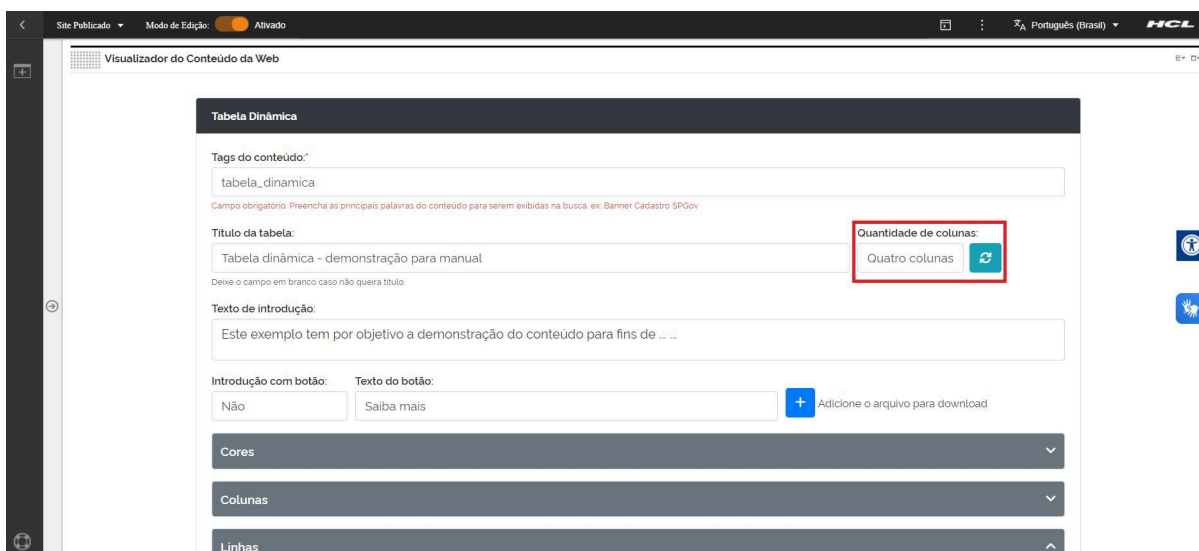 Site Publicado Modo de Edição: Ativado Português (Brasil) HCL
Visualizador do Conteúdo da Web
Tabela Dinâmica
Tags do conteúdo:*
tabela_dinamica
Campo obrigatório. Preencha as principais palavras do conteúdo para serem exibidas na busca. ex: Banner Cadastro SPGov
Título da tabela: Quantidade de colunas:
Tabela dinâmica - demonstração para manual Quatro colunas
Deixe o campo em branco caso não queira título.
Texto de introdução:
Este exemplo tem por objetivo a demonstração do conteúdo para fins de ... ...
Introdução com botão: Texto do botão:
Não Saiba mais + Adicione o arquivo para download
Cores
Colunas
Linhas